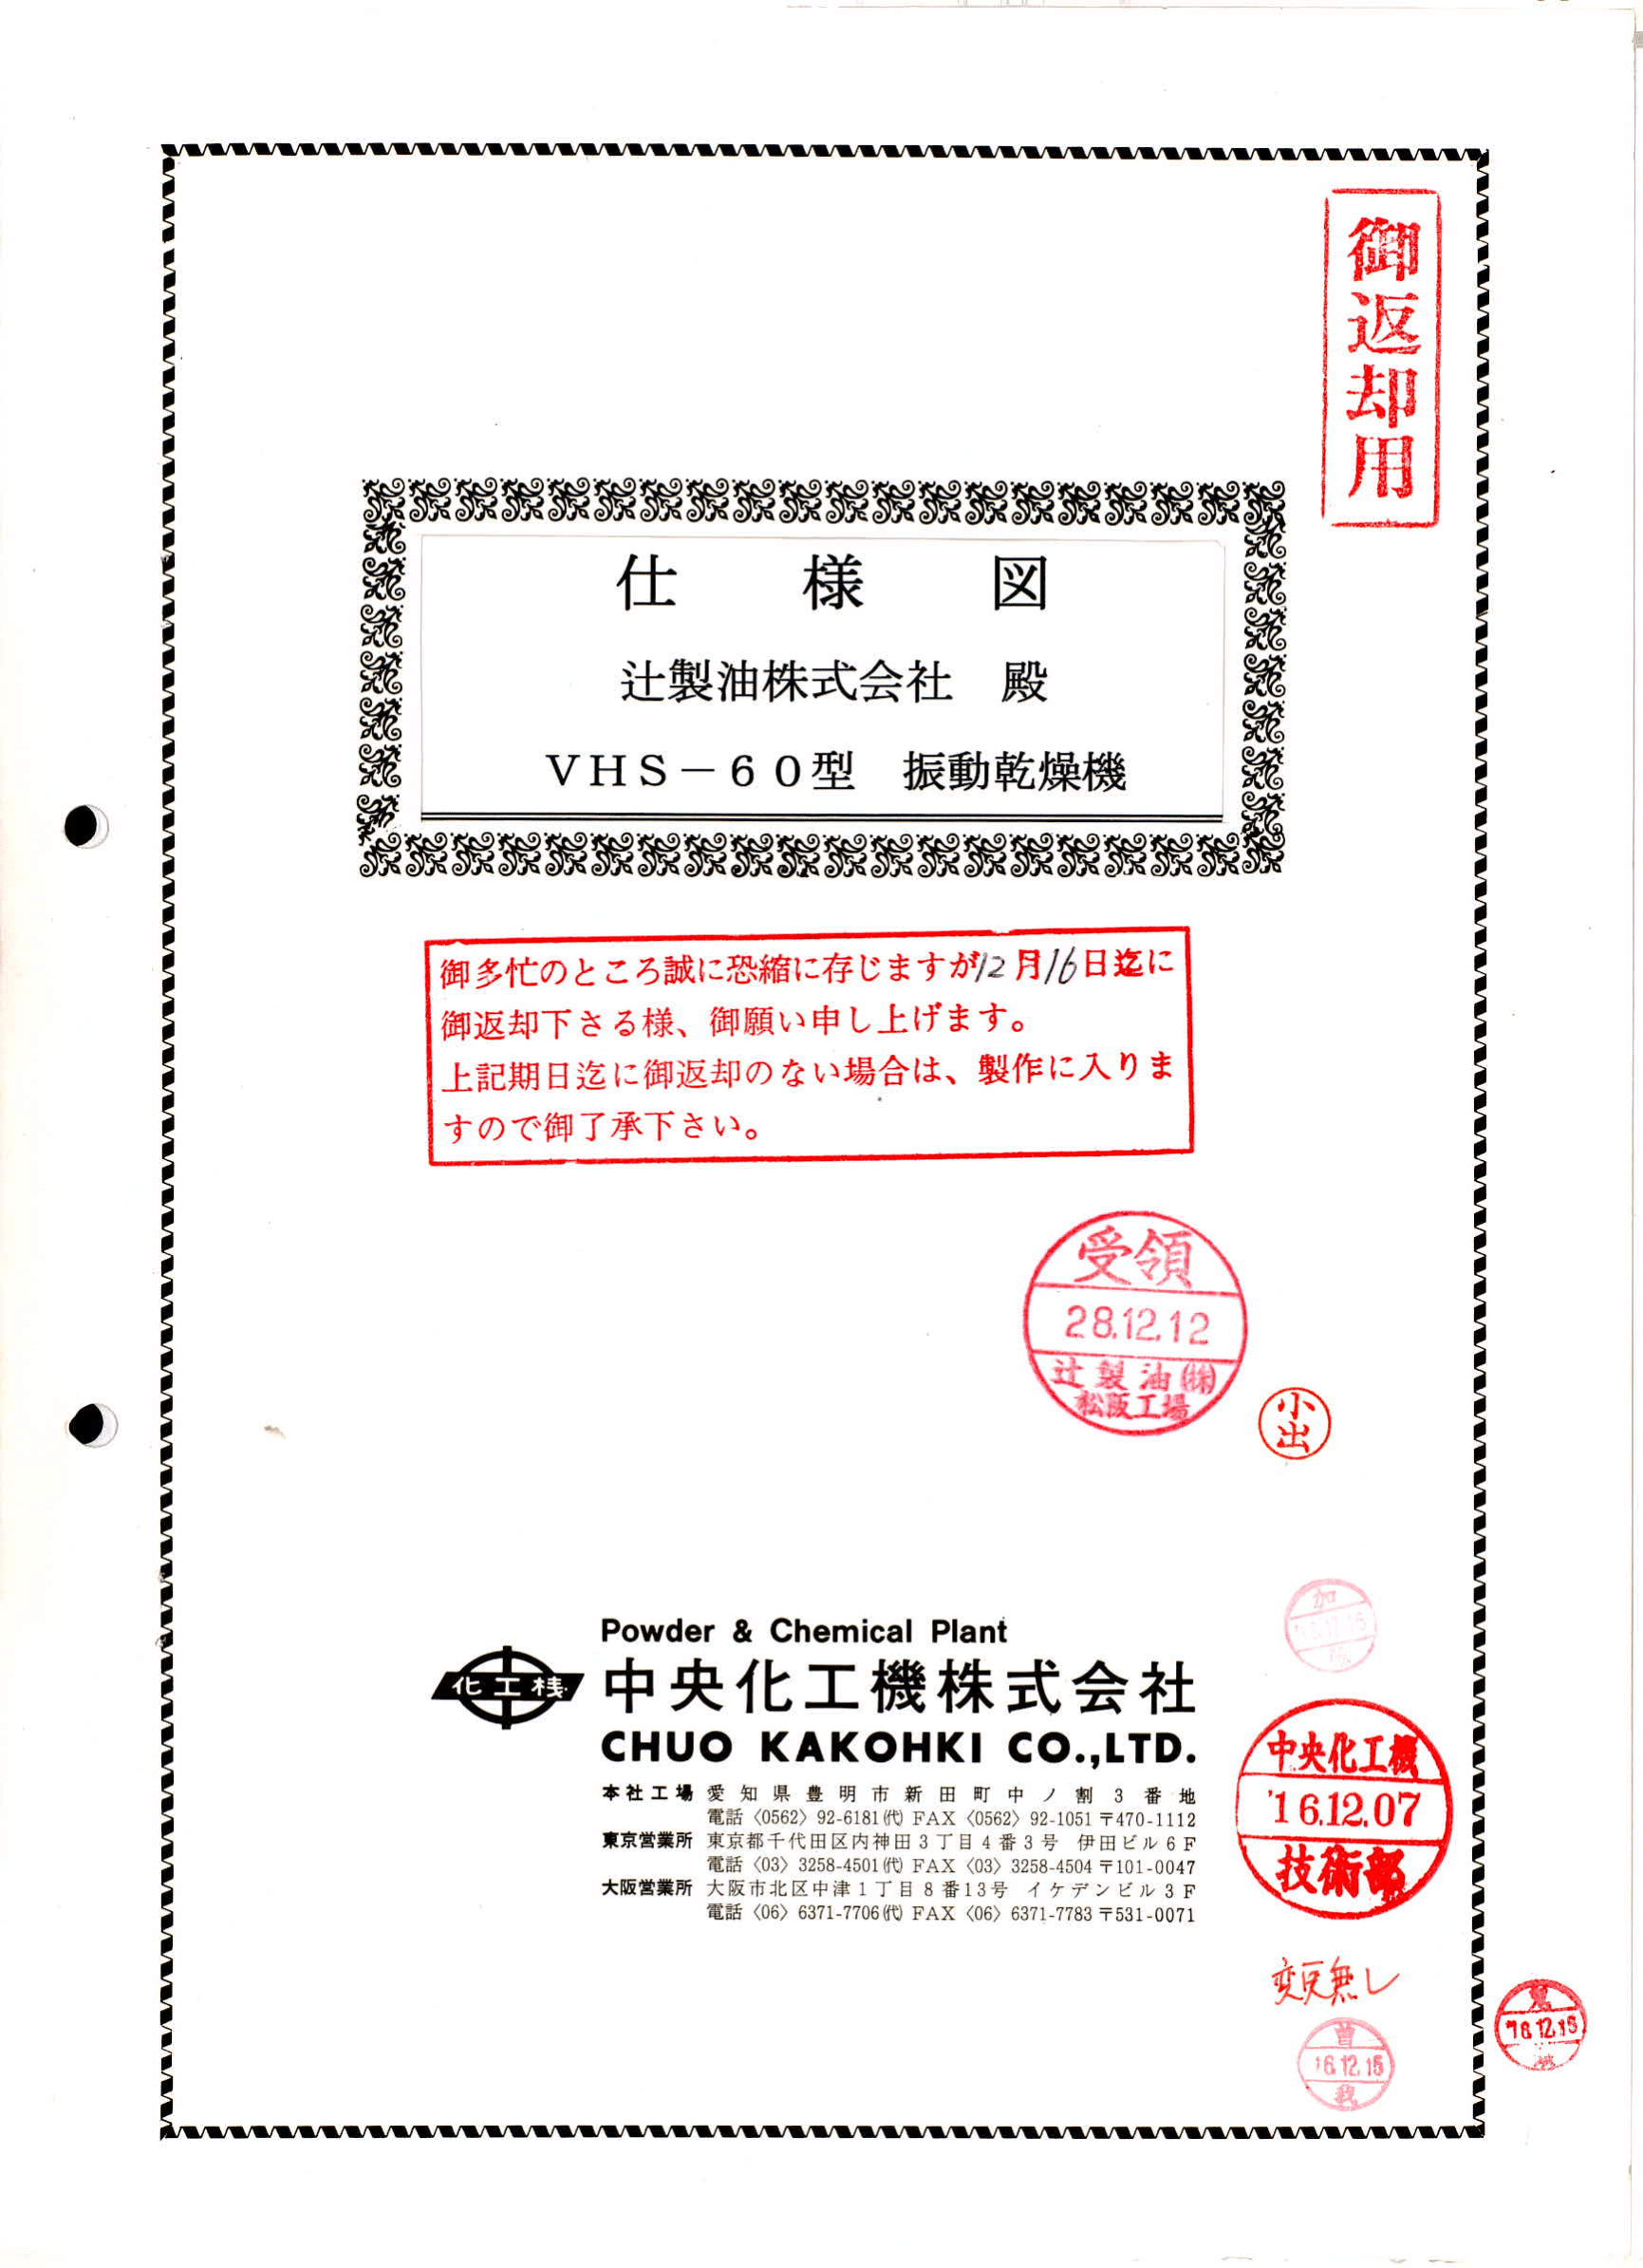 御返却用
仕様図
辻製油株式会社 殿
VHS－60型 振動乾燥機
御多忙のところ誠に恐縮に存じますが12月16日迄に
御返却下さる様、御願い申し上げます。
上記期日迄に御返却のない場合は、製作に入りま
すので御了承下さい。
受領
28.12.12
辻製油㈱
松阪工場
小出
Powder & Chemical Plant
化工機
中央化工機株式会社
CHUO KAKOHKI CO.,LTD.
本社工場 愛知県豊明市新田町中ノ割3番地
電話〈0562〉92-6181㈹ FAX〈0562〉92-1051 〒470-1112
東京営業所 東京都千代田区内神田3丁目4番3号 伊田ビル6F
電話〈03〉3258-4501㈹ FAX〈03〉3258-4504 〒101-0047
大阪営業所 大阪市北区中津1丁目8番13号 イケデンビル3F
電話〈06〉6371-7706㈹ FAX〈06〉6371-7783 〒531-0071
加
中央化工機
'16.12.07
技術部
変更無し
曽
16.12.15
我